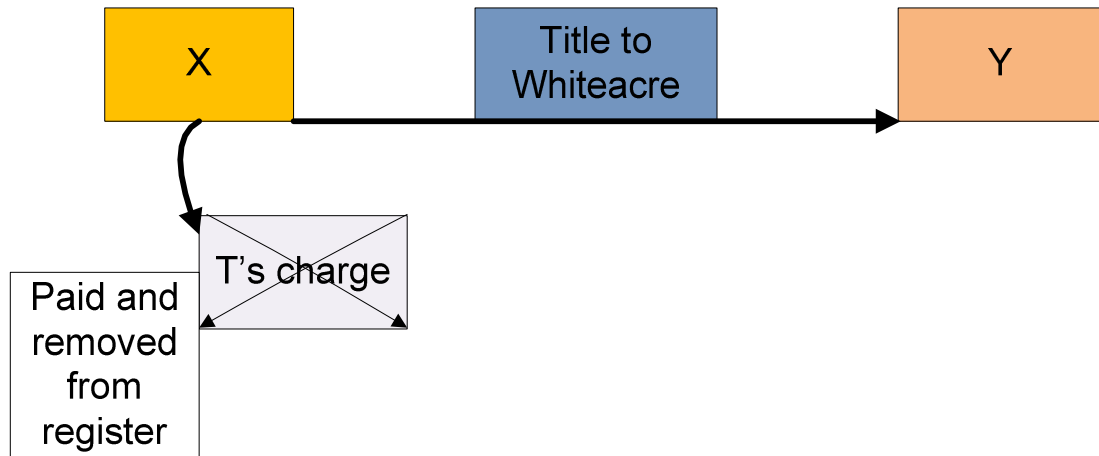 X
Title to
Whiteacre
Y
T's charge
Paid and
removed
from
register